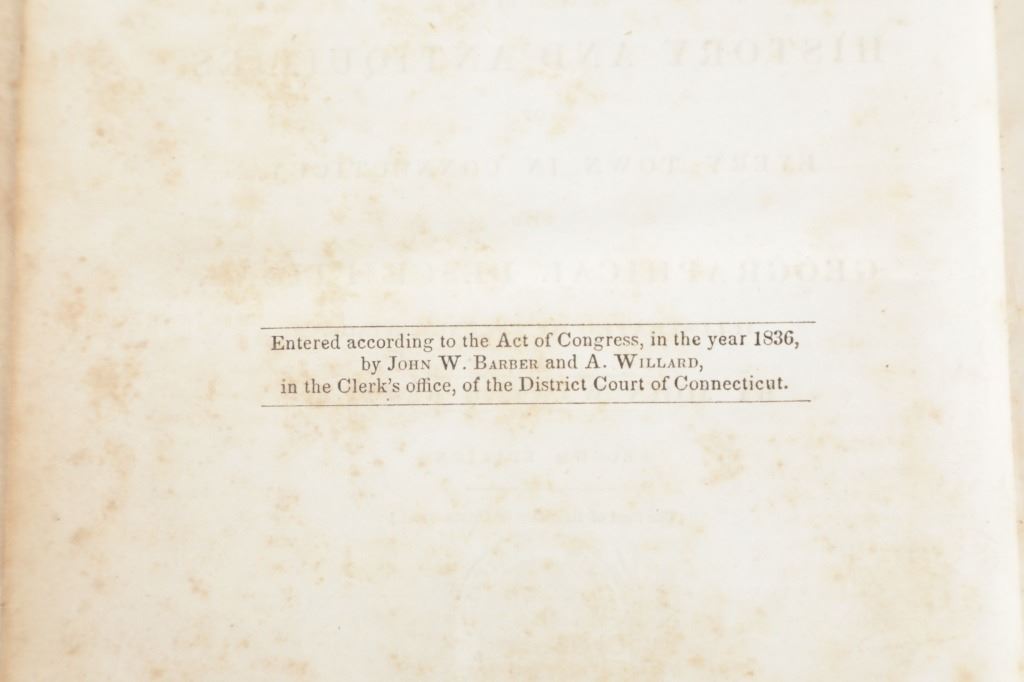 Entered according to the Act of Congress, in the year 1836,
by JOHN W. BARBER and A. WILLARD,
in the Clerk's office, of the District Court of Connecticut.